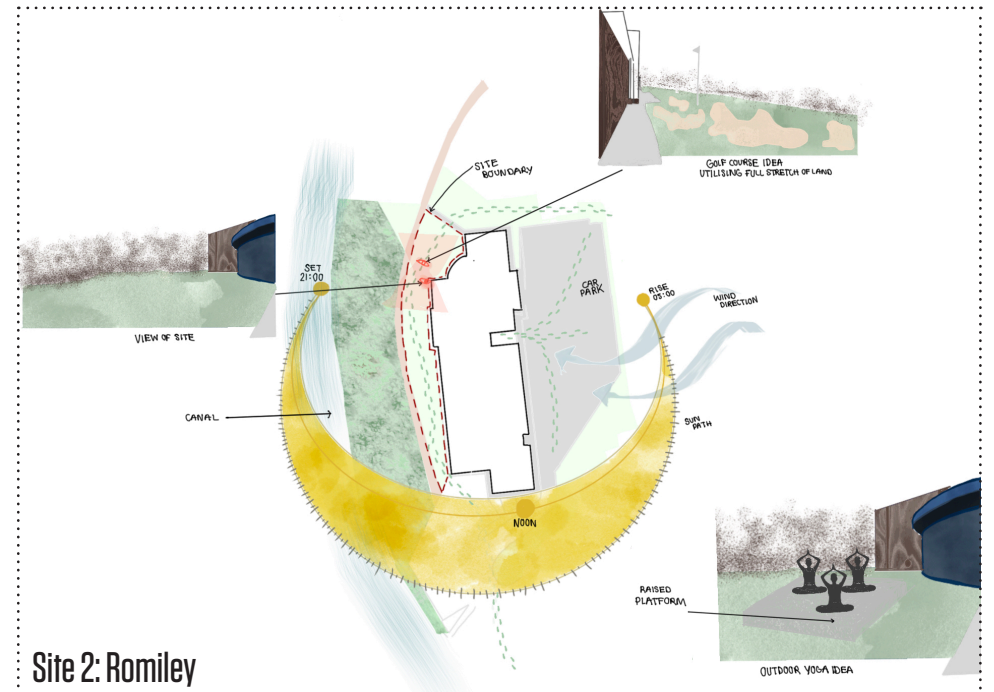 GOLF COURSE IDEA
UTILISING FULL STRETCH OF LAND
SITE
BOUNDARY
SET
21:00
CAR
PARK
RISE
05:00
WIND
DIRECTION
VIEW OF SITE
CANAL
SUN
PATH
NOON
RAISED
PLATFORM
OUTDOOR YOGA IDEA
Site 2: Romiley